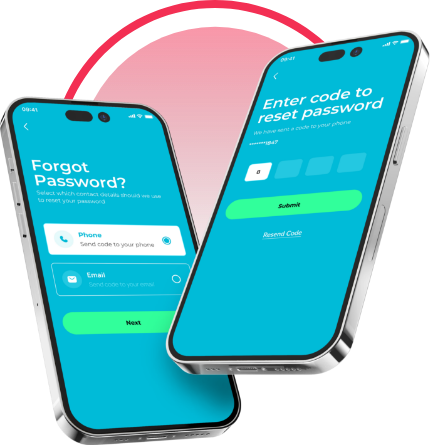 09:41
Forgot
Password?
Select which contact details should we use
to reset your password
Phone
Send code to your phone
Email
Send code to your email
Next
09:41
Enter code to
reset password
We have sent a code to your phone
Submit
Resend Code